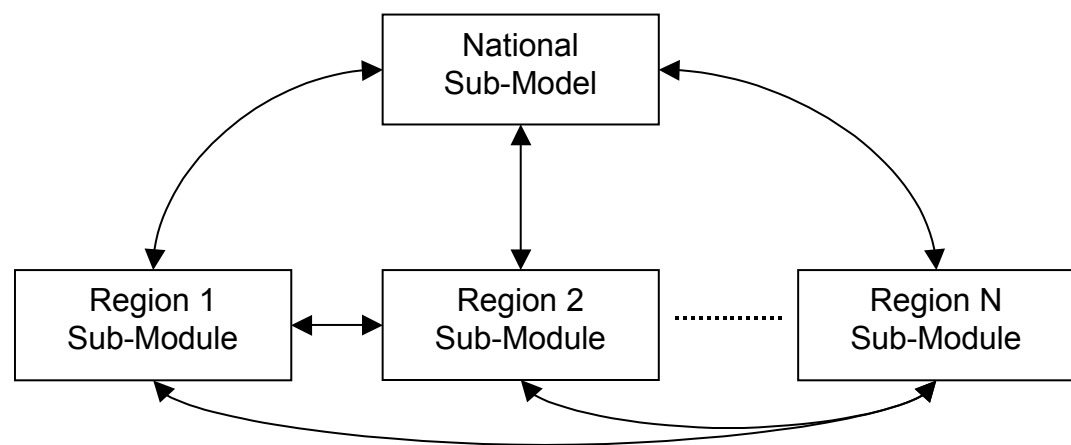 National
Sub-Model
Region 1
Sub-Module
Region 2
Sub-Module
Region N
Sub-Module